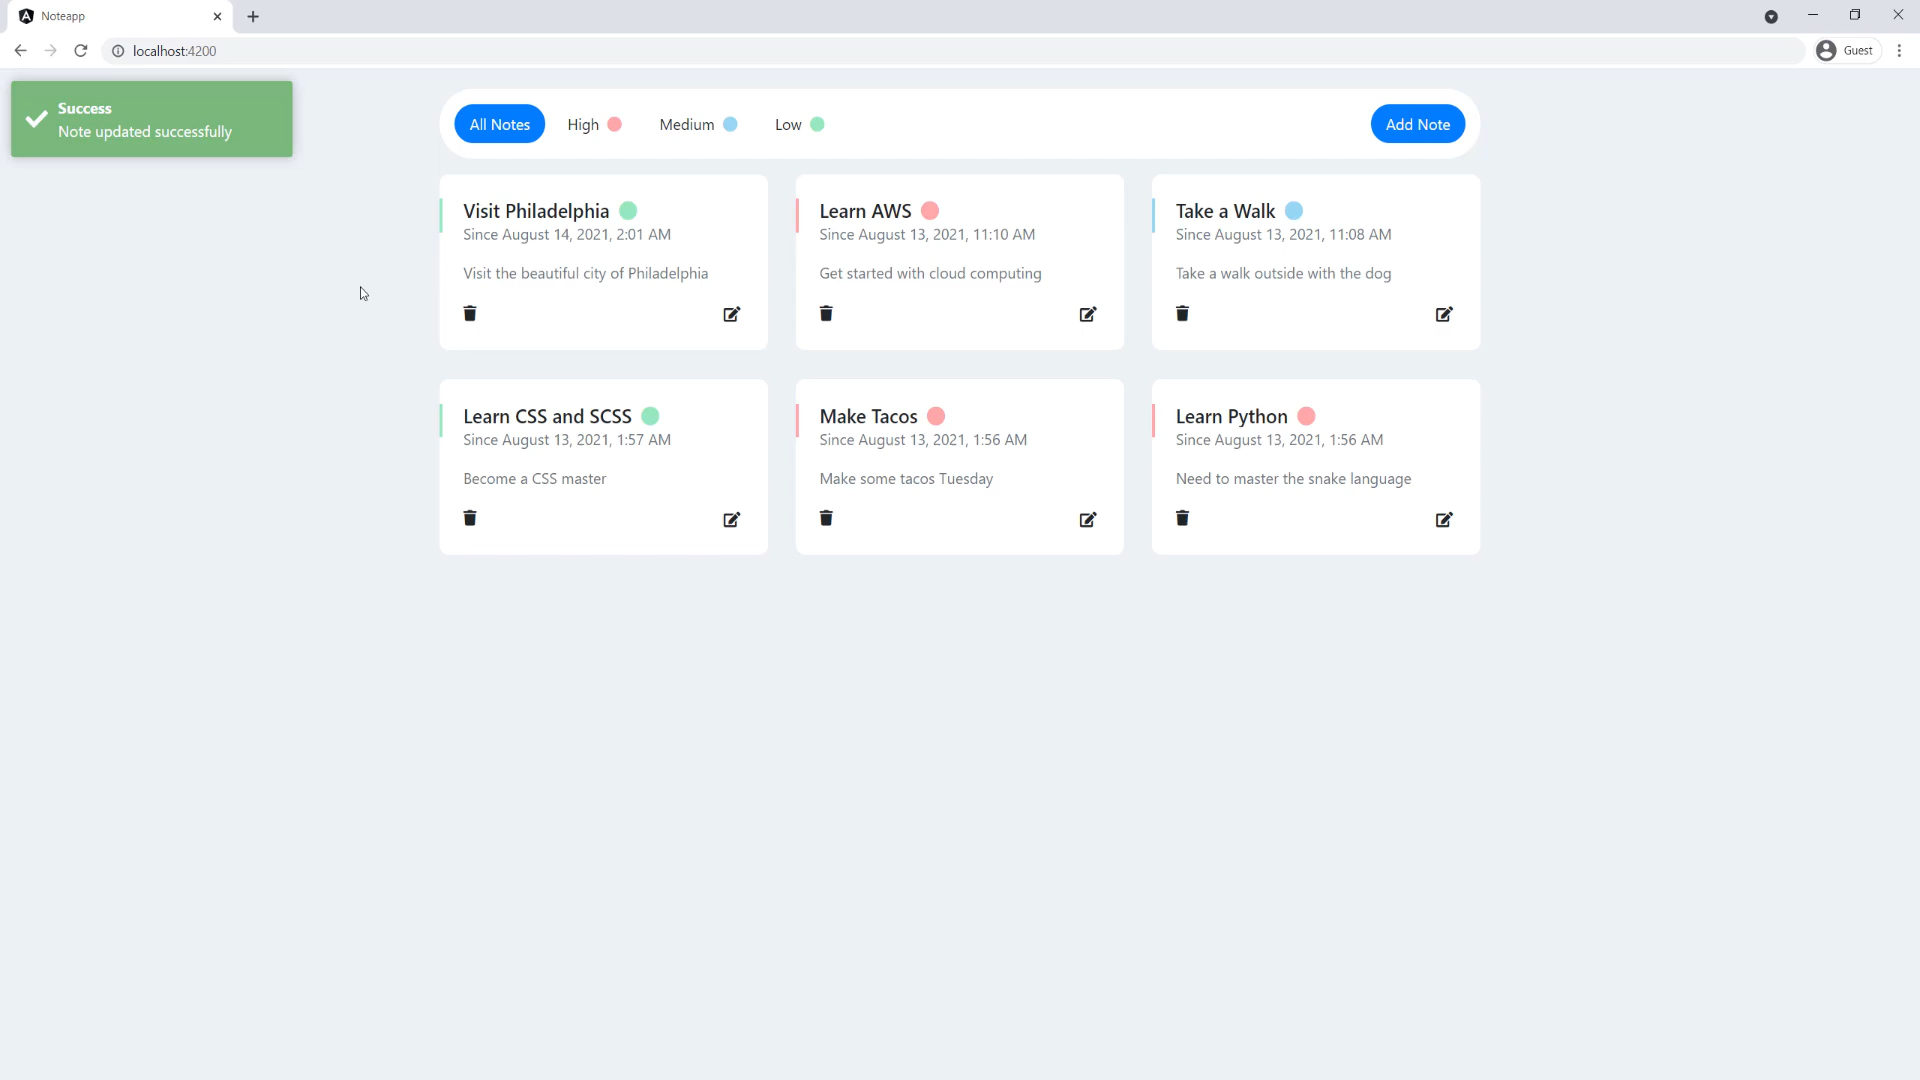 Noteapp
localhost:4200
Guest
Success
Note updated successfully
All Notes High Medium Low Add Note
Visit Philadelphia
Since August 14, 2021, 2:01 AM
Visit the beautiful city of Philadelphia
Learn AWS
Since August 13, 2021, 11:10 AM
Get started with cloud computing
Take a Walk
Since August 13, 2021, 11:08 AM
Take a walk outside with the dog
Learn CSS and SCSS
Since August 13, 2021, 1:57 AM
Become a CSS master
Make Tacos
Since August 13, 2021, 1:56 AM
Make some tacos Tuesday
Learn Python
Since August 13, 2021, 1:56 AM
Need to master the snake language